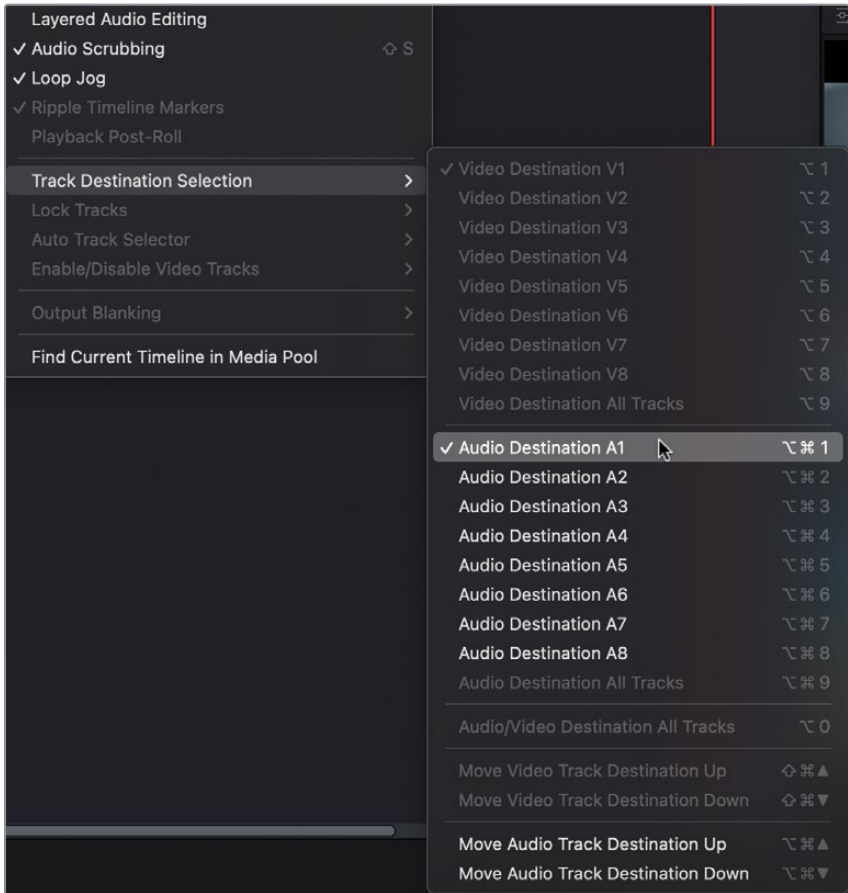 Layered Audio Editing
✓ Audio Scrubbing ⇧ S
✓ Loop Jog
✓ Ripple Timeline Markers
Playback Post-Roll
Track Destination Selection >
Lock Tracks >
Auto Track Selector >
Enable/Disable Video Tracks >
Output Blanking >
Find Current Timeline in Media Pool
✓ Video Destination V1 ⌥ 1
Video Destination V2 ⌥ 2
Video Destination V3 ⌥ 3
Video Destination V4 ⌥ 4
Video Destination V5 ⌥ 5
Video Destination V6 ⌥ 6
Video Destination V7 ⌥ 7
Video Destination V8 ⌥ 8
Video Destination All Tracks ⌥ 9
✓ Audio Destination A1 ⌥⌘ 1
Audio Destination A2 ⌥⌘ 2
Audio Destination A3 ⌥⌘ 3
Audio Destination A4 ⌥⌘ 4
Audio Destination A5 ⌥⌘ 5
Audio Destination A6 ⌥⌘ 6
Audio Destination A7 ⌥⌘ 7
Audio Destination A8 ⌥⌘ 8
Audio Destination All Tracks ⌥⌘ 9
Audio/Video Destination All Tracks ⌥ 0
Move Video Track Destination Up ⇧⌘▲
Move Video Track Destination Down ⇧⌘▼
Move Audio Track Destination Up ⌥⌘▲
Move Audio Track Destination Down ⌥⌘▼